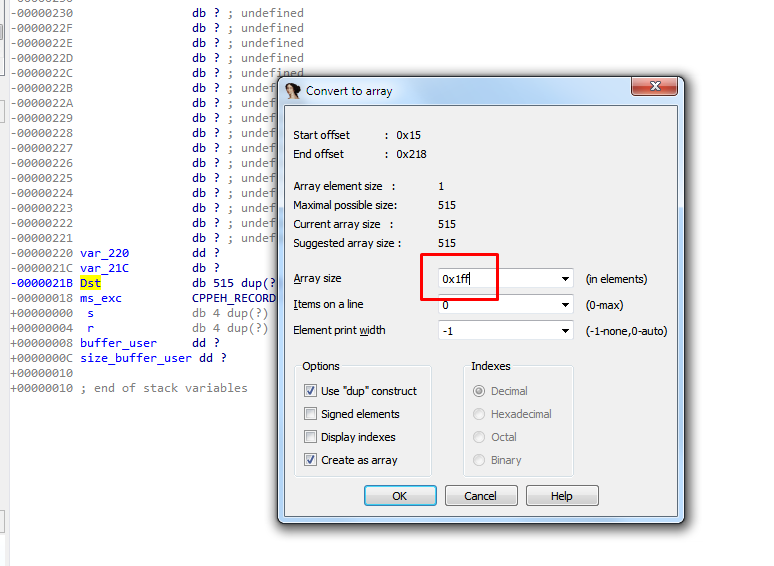 -00000230 db ? ; undefined
-0000022F db ? ; undefined
-0000022E db ? ; undefined
-0000022D db ? ; undefined
-0000022C db ? ; undefined
-0000022B db ? ; undef
-0000022A db ? ; undef
-00000229 db ? ; undef
-00000228 db ? ; undef
-00000227 db ? ; undef
-00000226 db ? ; undef
-00000225 db ? ; undef
-00000224 db ? ; undef
-00000223 db ? ; undef
-00000222 db ? ; undef
-00000221 db ? ; undef
-00000220 var_220 dd ?
-0000021C var_21C db ?
-0000021B Dst db 515 dup(?
-00000018 ms_exc CPPEH_RECORD
+00000000 s db 4 dup(?)
+00000004 r db 4 dup(?)
+00000008 buffer_user dd ?
+0000000C size_buffer_user dd ?
+00000010
+00000010 ; end of stack variables
Convert to array
Start offset : 0x15
End offset : 0x218
Array element size : 1
Maximal possible size: 515
Current array size : 515
Suggested array size : 515
Array size 0x1ff (in elements)
Items on a line 0 (0-max)
Element print width -1 (-1-none,0-auto)
Options
Use "dup" construct
Signed elements
Display indexes
Create as array
Indexes
Decimal
Hexadecimal
Octal
Binary
OK Cancel Help